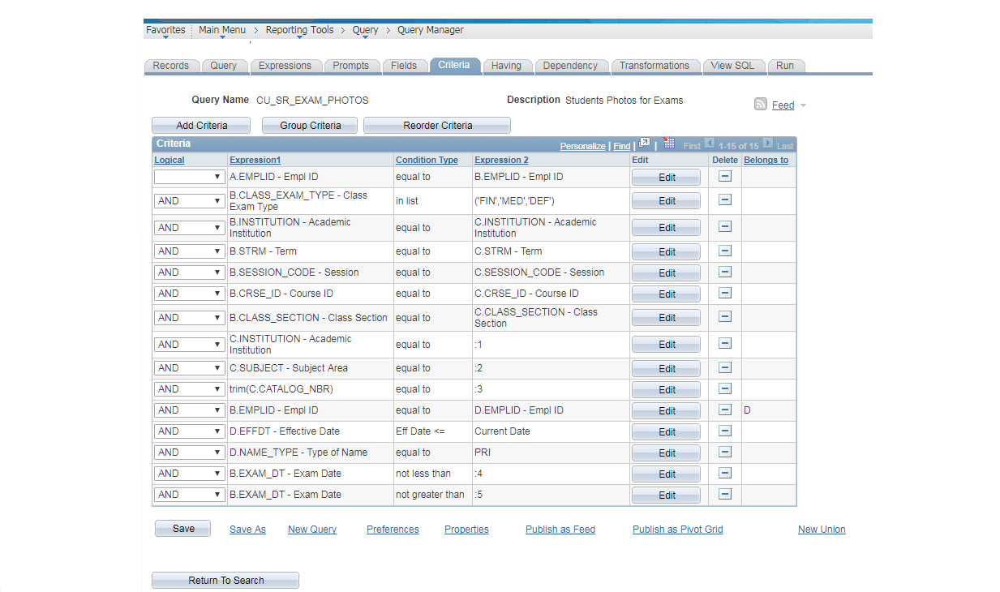 Favorites Main Menu > Reporting Tools > Query > Query Manager
Records Query Expressions Prompts Fields Criteria Having Dependency Transformations View SQL Run
Query Name CU_SR_EXAM_PHOTOS Description Students Photos for Exams Feed
Add Criteria Group Criteria Reorder Criteria
Criteria Personalize | Find | | First 1-15 of 15 Last
Logical Expression1 Condition Type Expression 2 Edit Delete Belongs to
A.EMPLID - Empl ID equal to B.EMPLID - Empl ID Edit
AND B.CLASS_EXAM_TYPE - Class
Exam Type in list ('FIN','MED','DEF') Edit
AND B.INSTITUTION - Academic
Institution equal to C.INSTITUTION - Academic
Institution Edit
AND B.STRM - Term equal to C.STRM - Term Edit
AND B.SESSION_CODE - Session equal to C.SESSION_CODE - Session Edit
AND B.CRSE_ID - Course ID equal to C.CRSE_ID - Course ID Edit
AND B.CLASS_SECTION - Class Section equal to C.CLASS_SECTION - Class
Section Edit
AND C.INSTITUTION - Academic
Institution equal to :1 Edit
AND C.SUBJECT - Subject Area equal to :2 Edit
AND trim(C.CATALOG_NBR) equal to :3 Edit
AND B.EMPLID - Empl ID equal to D.EMPLID - Empl ID Edit D
AND D.EFFDT - Effective Date Eff Date <= Current Date Edit
AND D.NAME_TYPE - Type of Name equal to PRI Edit
AND B.EXAM_DT - Exam Date not less than :4 Edit
AND B.EXAM_DT - Exam Date not greater than :5 Edit
Save Save As New Query Preferences Properties Publish as Feed Publish as Pivot Grid New Union
Return To Search